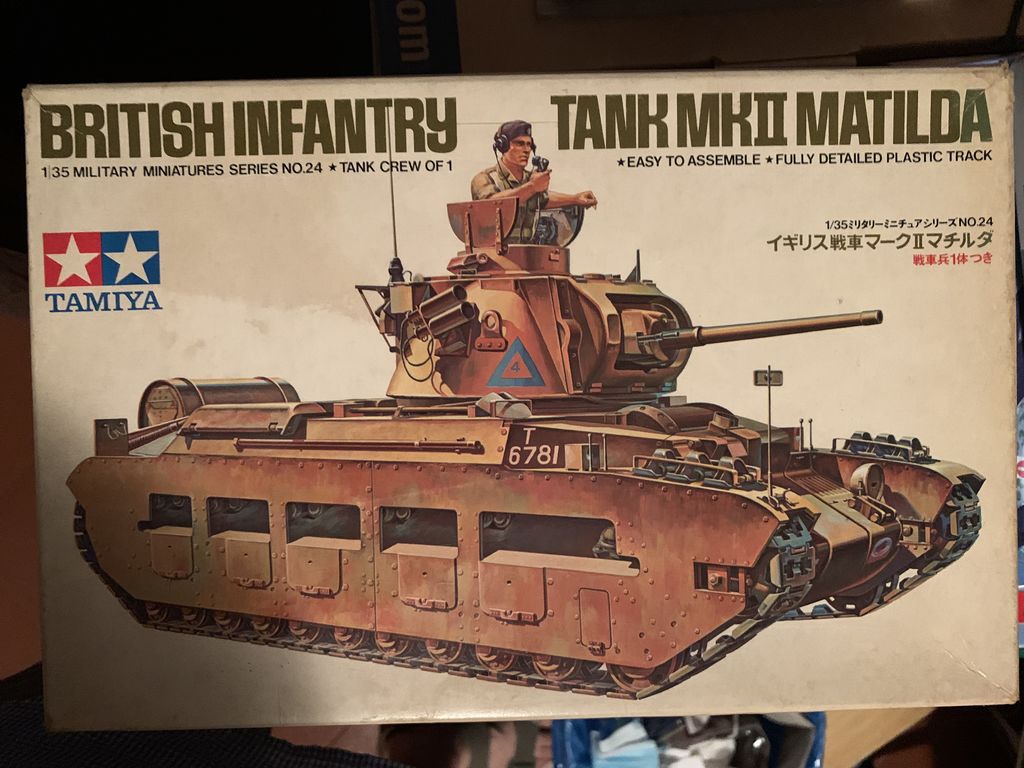 om
BRITISH INFANTRY TANK MKII MATILDA
1/35 MILITARY MINIATURES SERIES NO.24 ★TANK CREW OF 1
★EASY TO ASSEMBLE ★FULLY DETAILED PLASTIC TRACK
TAMIYA
1/35ミリタリーミニチュアシリーズNO.24
イギリス戦車マークⅡマチルダ
戦車兵1体つき
4
T
6781